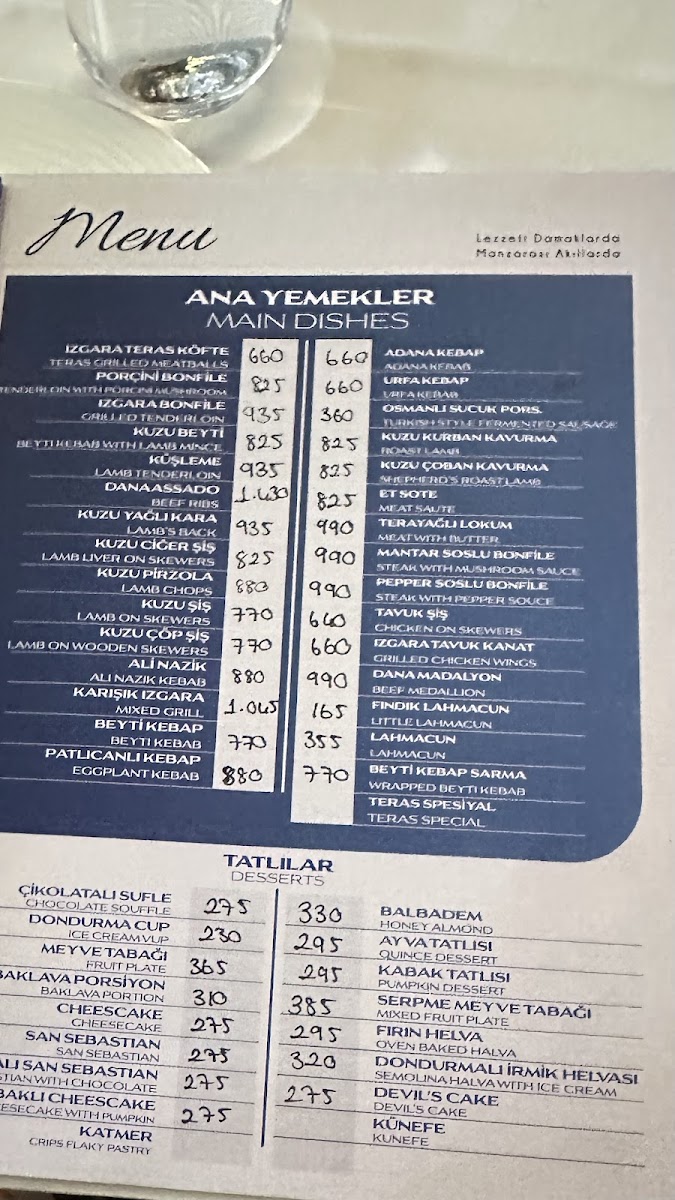 Menu
Lezzeti Damaklarda
Manzarası Akıllarda
ANA YEMEKLER
MAIN DISHES
IZGARA TERAS KÖFTE 660
TERAS GRILLED MEATBALLS
PORÇİNİ BONFİLE 825
TENDERLOIN WITH PORCINI MUSHROOM
IZGARA BONFİLE 935
GRILLED TENDERLOIN
KUZU BEYTİ 825
BEYTI KEBAB WITH LAMB MINCE
KÜŞLEME 935
LAMB TENDERLOIN
DANA ASSADO 1.430
BEEF RIBS
KUZU YAĞLI KARA 935
LAMB'S BACK
KUZU CİĞER ŞİŞ 825
LAMB LIVER ON SKEWERS
KUZU PİRZOLA 880
LAMB CHOPS
KUZU ŞİŞ 770
LAMB ON SKEWERS
KUZU ÇÖP ŞİŞ 770
LAMB ON WOODEN SKEWERS
ALİ NAZİK 880
ALI NAZIK KEBAB
KARIŞIK IZGARA 1.045
MIXED GRILL
BEYTİ KEBAP 770
BEYTI KEBAB
PATLICANLI KEBAP 880
EGGPLANT KEBAB
660 ADANA KEBAP
ADANA KEBAB
660 URFA KEBAP
URFA KEBAB
360 OSMANLI SUCUK PORS.
TURKISH STYLE FERMENTED SAUSAGE
825 KUZU KURBAN KAVURMA
ROAST LAMB
825 KUZU ÇOBAN KAVURMA
SHEPHERD'S ROAST LAMB
825 ET SOTE
MEAT SAUTE
990 TERAYAĞLI LOKUM
MEAT WITH BUTTER
990 MANTAR SOSLU BONFİLE
STEAK WITH MUSHROOM SAUCE
990 PEPPER SOSLU BONFİLE
STEAK WITH PEPPER SOUCE
660 TAVUK ŞİŞ
CHICKEN ON SKEWERS
660 IZGARA TAVUK KANAT
GRILLED CHICKEN WINGS
990 DANA MADALYON
BEEF MEDALLION
165 FINDIK LAHMACUN
LITTLE LAHMACUN
355 LAHMACUN
LAHMACUN
770 BEYTİ KEBAP SARMA
WRAPPED BEYTI KEBAB
TERAS SPESİYAL
TERAS SPECIAL
TATLILAR
DESSERTS
ÇİKOLATALI SUFLE 275
CHOCOLATE SOUFFLE
DONDURMA CUP 230
ICE CREAM VUP
MEYVE TABAĞI 365
FRUIT PLATE
BAKLAVA PORSİYON 310
BAKLAVA PORTION
CHEESCAKE 275
CHEESECAKE
SAN SEBASTIAN 275
SAN SEBASTIAN
ALI SAN SEBASTIAN 275
STIAN WITH CHOCOLATE
BAKLI CHEESCAKE 275
EESECAKE WITH PUMPKIN
KATMER
CRIPS FLAKY PASTRY
330 BALBADEM
HONEY ALMOND
295 AYVA TATLISI
QUINCE DESSERT
295 KABAK TATLISI
PUMPKIN DESSERT
385 SERPME MEYVE TABAĞI
MIXED FRUIT PLATE
295 FIRIN HELVA
OVEN BAKED HALVA
320 DONDURMALI İRMİK HELVASI
SEMOLINA HALVA WITH ICE CREAM
275 DEVIL'S CAKE
DEVIL'S CAKE
KÜNEFE
KUNEFE